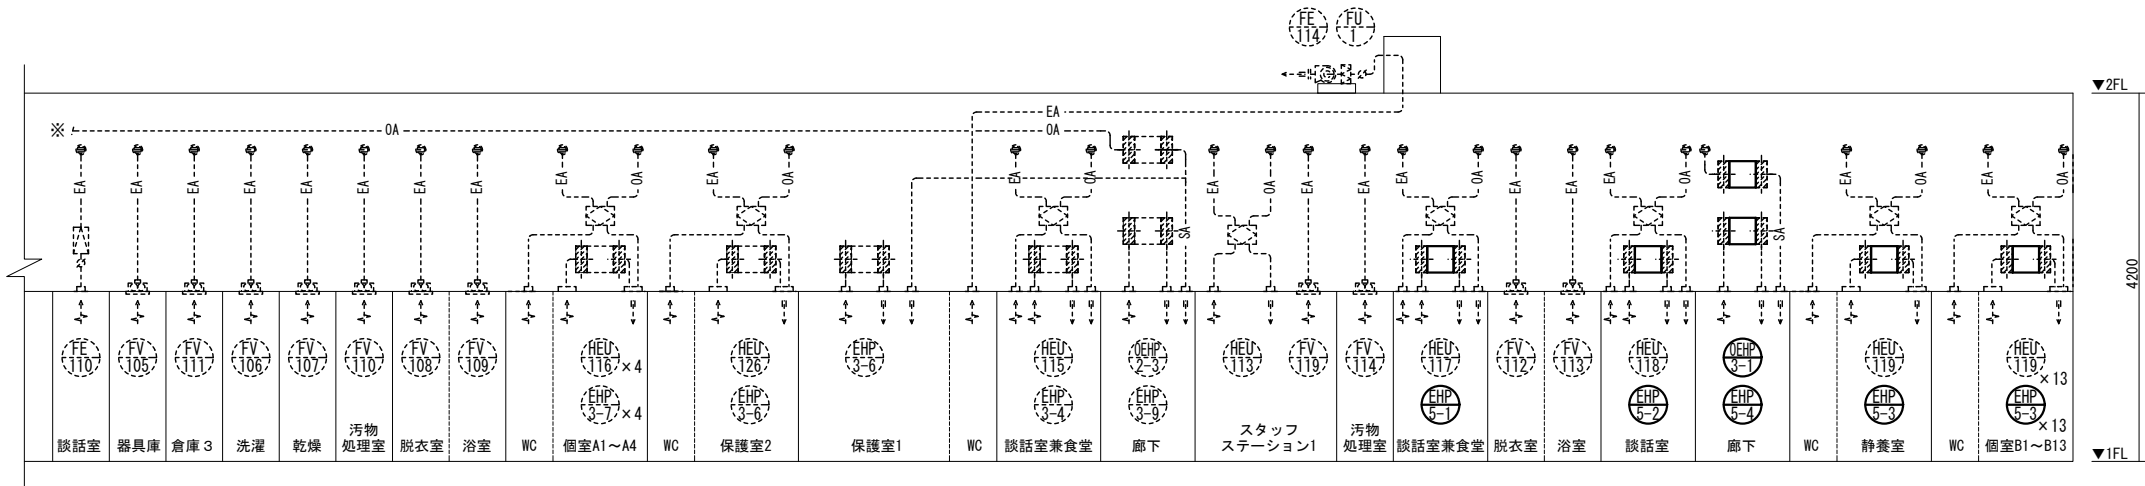 FE
114
FU
1
▼2FL
EA
※
OA
OA
EA
EA
EA
EA
EA
EA
EA
EA
EA
OA
EA
OA
EA
OA
SA
EA
OA
EA
EA
EA
OA
EA
EA
EA
OA
SA
EA
OA
EA
OA
4200
FE
110
FV
105
FV
111
FV
106
FV
107
FV
110
FV
108
FV
109
HEU
116 ×4
HEU
126
EHP
3-6
HEU
115
OEHP
2-3
HEU
113
FV
119
FV
114
HEU
117
FV
112
FV
113
HEU
118
OEHP
3-1
HEU
119
HEU
119 ×13
EHP
3-7 ×4
EHP
3-6
EHP
3-4
EHP
3-9
EHP
5-1
EHP
5-2
EHP
5-4
EHP
5-3
EHP
5-3 ×13
談話室
器具庫
倉庫3
洗濯
乾燥
汚物
処理室
脱衣室
浴室
WC
個室A1～A4
WC
保護室2
保護室1
WC
談話室兼食堂
廊下
スタッフ
ステーション1
汚物
処理室
談話室兼食堂
脱衣室
浴室
談話室
廊下
WC
静養室
WC
個室B1～B13
▼1FL